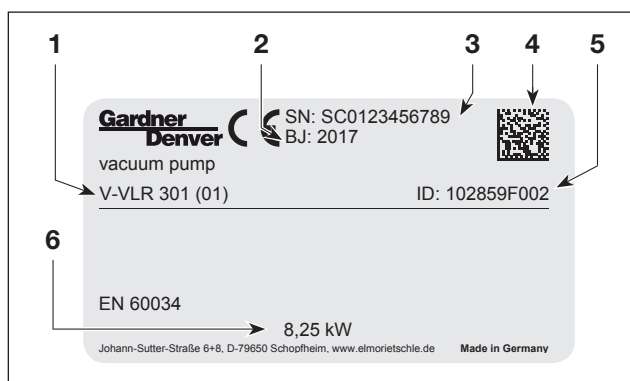 1 2 3 4 5
Gardner
Denver
CE
SN: SC0123456789
BJ: 2017
vacuum pump
V-VLR 301 (01) ID: 102859F002
6
EN 60034
8,25 kW
Johann-Sutter-Straße 6+8, D-79650 Schopfheim, www.elmorietschle.de Made in Germany